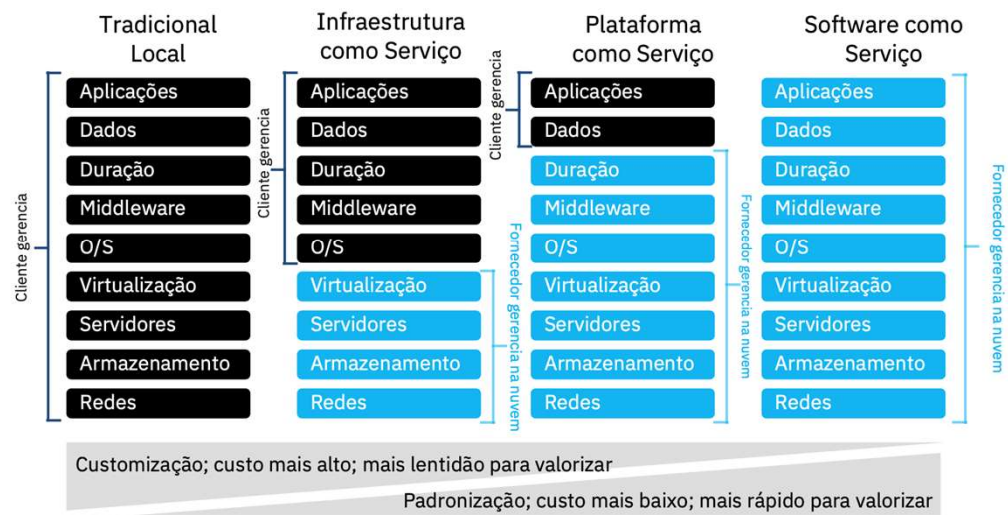 Tradicional
Local
Cliente gerencia
Aplicações
Dados
Duração
Middleware
O/S
Virtualização
Servidores
Armazenamento
Redes
Infraestrutura
como Serviço
Cliente gerencia
Aplicações
Dados
Duração
Middleware
O/S
Virtualização
Servidores
Armazenamento
Redes
Fornecedor gerencia na nuvem
Plataforma
como Serviço
Cliente gerencia
Aplicações
Dados
Duração
Middleware
O/S
Virtualização
Servidores
Armazenamento
Redes
Fornecedor gerencia na nuvem
Software como
Serviço
Aplicações
Dados
Duração
Middleware
O/S
Virtualização
Servidores
Armazenamento
Redes
Fornecedor gerencia na nuvem
Customização; custo mais alto; mais lentidão para valorizar
Padronização; custo mais baixo; mais rápido para valorizar